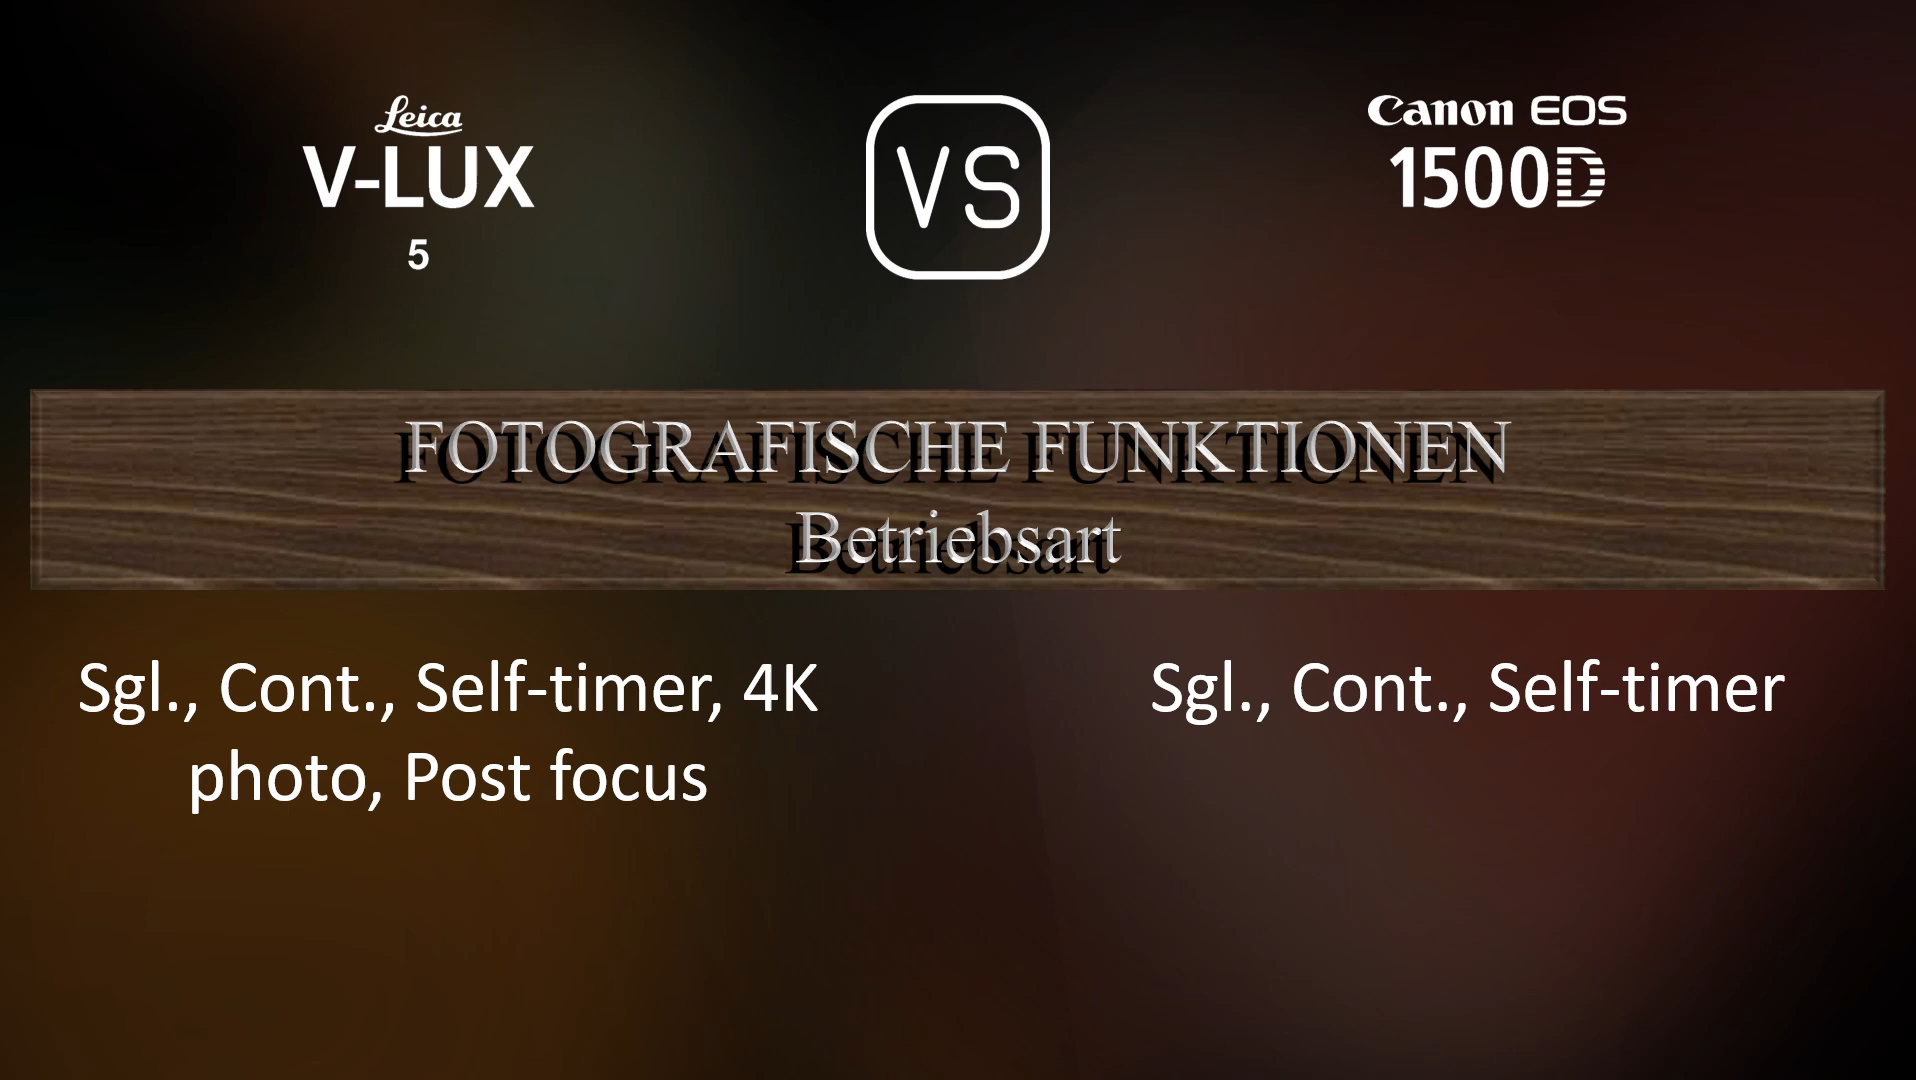 Leica
V-LUX
5
VS
Canon EOS
1500D
FOTOGRAFISCHE FUNKTIONEN
Betriebsart
Sgl., Cont., Self-timer, 4K
photo, Post focus
Sgl., Cont., Self-timer